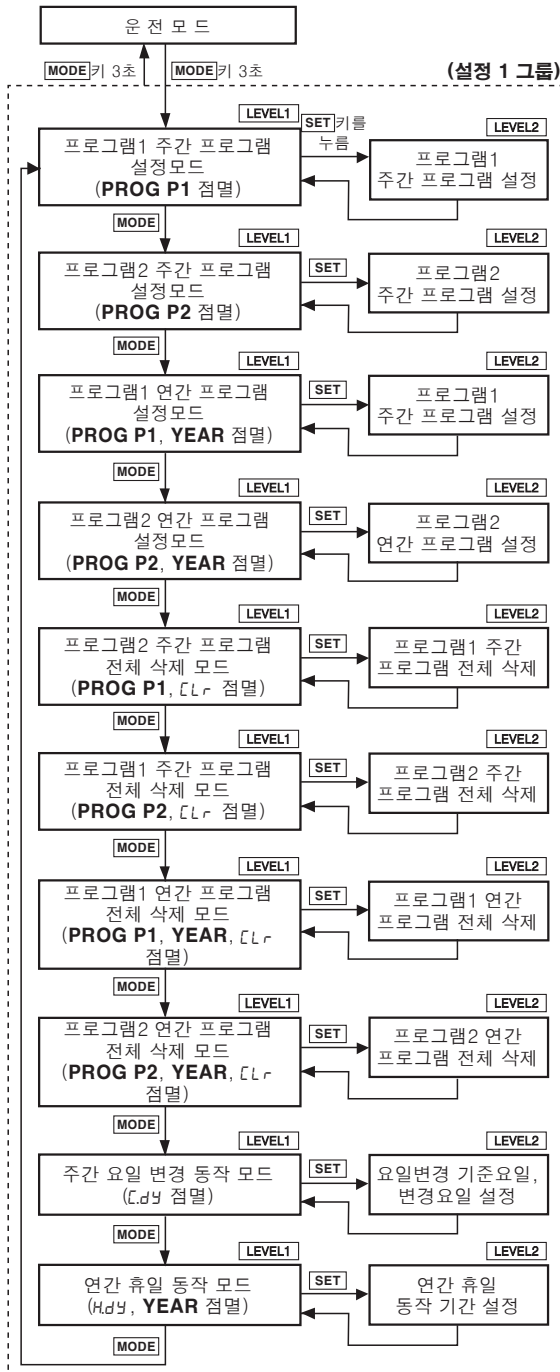 운전모드
MODE키 3초
MODE키 3초
(설정 1 그룹)
LEVEL1
프로그램1 주간 프로그램
설정모드
(PROG P1 점멸)
SET키를
누름
LEVEL2
프로그램1
주간 프로그램 설정
MODE
LEVEL1
프로그램2 주간 프로그램
설정모드
(PROG P2 점멸)
SET
LEVEL2
프로그램2
주간 프로그램 설정
MODE
LEVEL1
프로그램1 연간 프로그램
설정모드
(PROG P1, YEAR 점멸)
SET
LEVEL2
프로그램1
주간 프로그램 설정
MODE
LEVEL1
프로그램2 연간 프로그램
설정모드
(PROG P2, YEAR 점멸)
SET
LEVEL2
프로그램2
연간 프로그램 설정
MODE
LEVEL1
프로그램2 주간 프로그램
전체 삭제 모드
(PROG P1, CLr 점멸)
SET
LEVEL2
프로그램1 주간
프로그램 전체 삭제
MODE
LEVEL1
프로그램1 주간 프로그램
전체 삭제 모드
(PROG P2, CLr 점멸)
SET
LEVEL2
프로그램2 주간
프로그램 전체 삭제
MODE
LEVEL1
프로그램1 연간 프로그램
전체 삭제 모드
(PROG P1, YEAR, CLr
점멸)
SET
LEVEL2
프로그램1 연간
프로그램 전체 삭제
MODE
LEVEL1
프로그램2 연간 프로그램
전체 삭제 모드
(PROG P2, YEAR, CLr
점멸)
SET
LEVEL2
프로그램2 연간
프로그램 전체 삭제
MODE
LEVEL1
주간 요일 변경 동작 모드
(C.dY 점멸)
SET
LEVEL2
요일변경 기준요일,
변경요일 설정
MODE
LEVEL1
연간 휴일 동작 모드
(H.dY, YEAR 점멸)
SET
LEVEL2
연간 휴일
동작 기간 설정
MODE